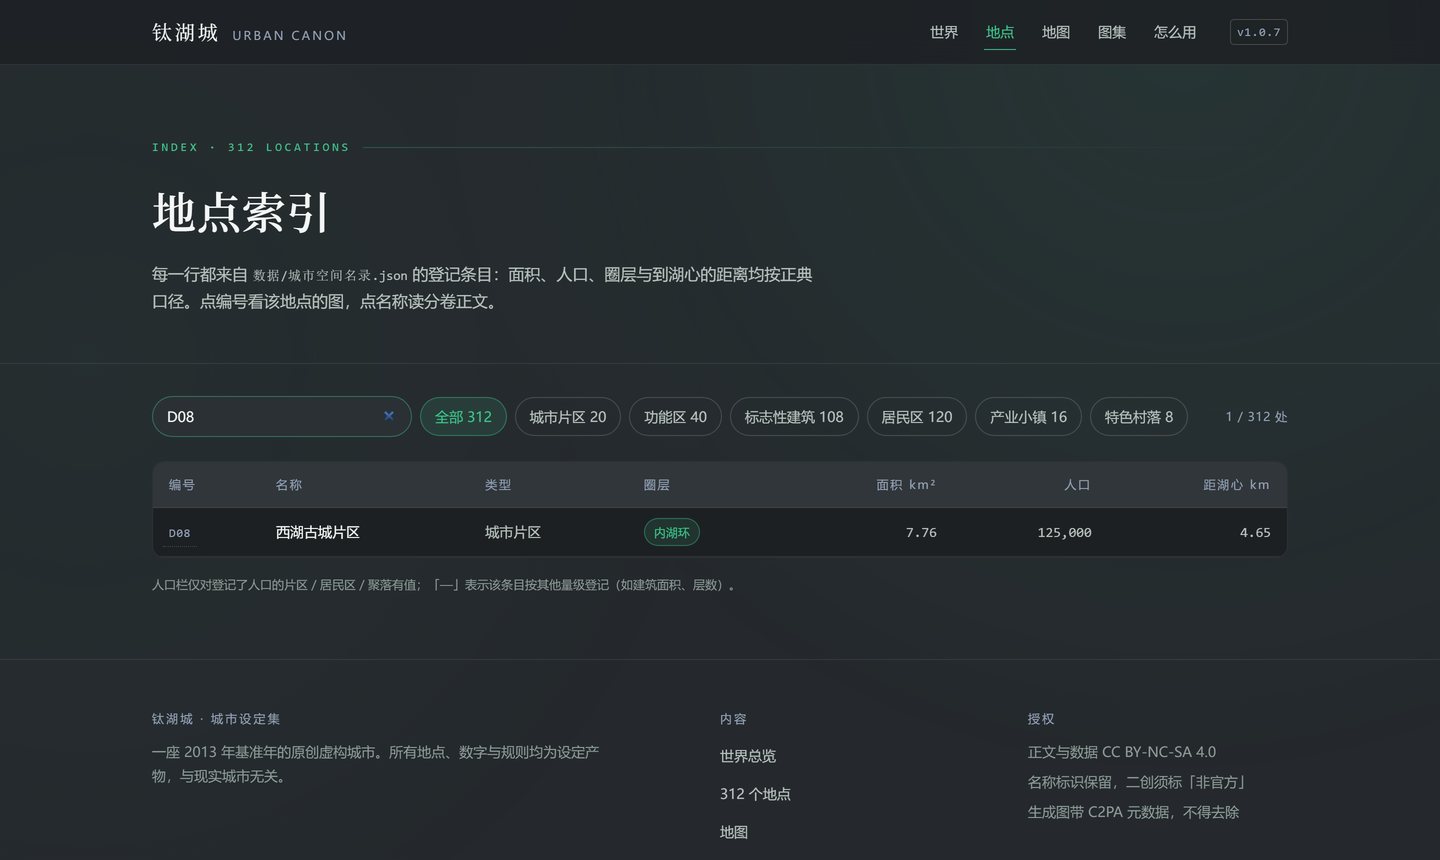 钛湖城 URBAN CANON
世界 地点 地图 图集 怎么用 v1.0.7
INDEX · 312 LOCATIONS
地点索引
每一行都来自 数据/城市空间名录.json 的登记条目：面积、人口、圈层与到湖心的距离均按正典
口径。点编号看该地点的图，点名称读分卷正文。
D08 全部 312 城市片区 20 功能区 40 标志性建筑 108 居民区 120 产业小镇 16 特色村落 8 1 / 312 处
编号 名称 类型 圈层 面积 km² 人口 距湖心 km
D08 西湖古城片区 城市片区 内湖环 7.76 125,000 4.65
人口栏仅对登记了人口的片区 / 居民区 / 聚落有值；「—」表示该条目按其他量级登记（如建筑面积、层数）。
钛湖城 · 城市设定集
一座 2013 年基准年的原创虚构城市。所有地点、数字与规则均为设定产
物，与现实城市无关。
内容
世界总览
312 个地点
地图
授权
正文与数据 CC BY-NC-SA 4.0
名称标识保留，二创须标「非官方」
生成图带 C2PA 元数据，不得去除